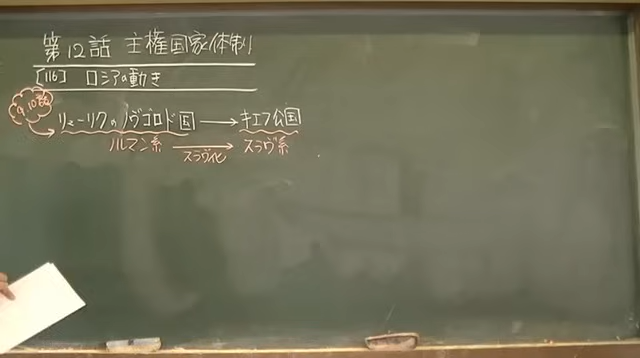 第12話 主権国家体制
[116] ロシアの動き
9,10話
リューリクのノヴゴロド国 → キエフ公国
ノルマン系 → スラヴ系
スラヴ化